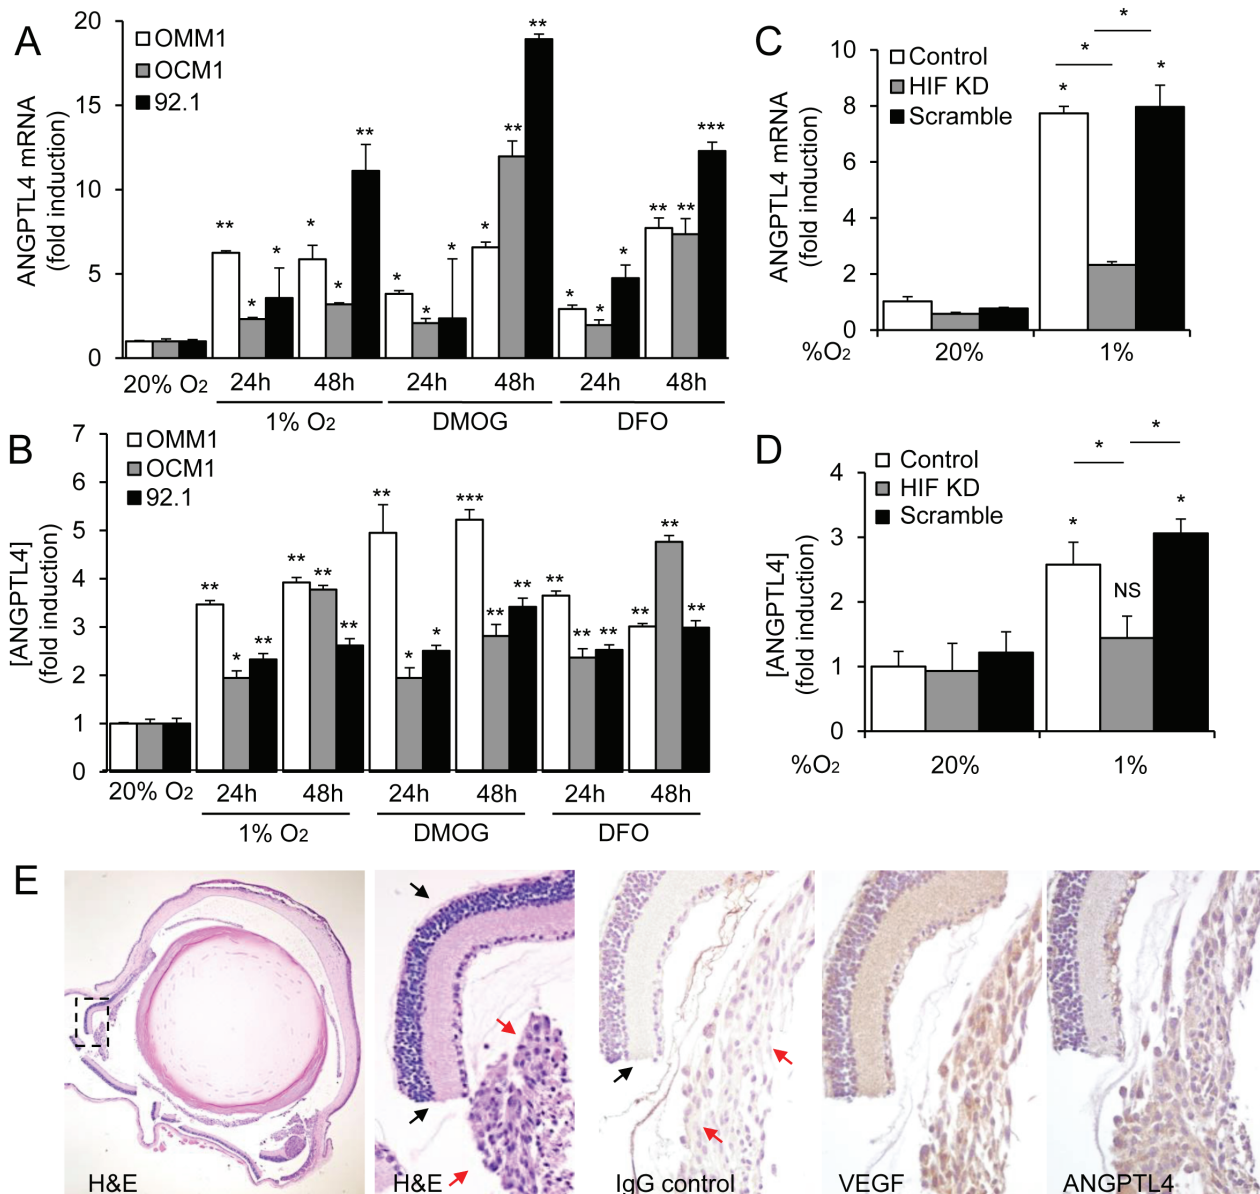 A
ANGPTL4 mRNA
(fold induction)
20
15
10
5
0
OMM1
OCM1
92.1
** * * * * ** * * * * ** ** * * * ** ** ***
20% O2 24h 48h 24h 48h 24h 48h
1% O2 DMOG DFO
B
[ANGPTL4]
(fold induction)
7
6
5
4
3
2
1
0
OMM1
OCM1
92.1
** * ** ** ** ** ** * * *** ** ** ** ** ** ** ** **
20% O2 24h 48h 24h 48h 24h 48h
1% O2 DMOG DFO
C
ANGPTL4 mRNA
(fold induction)
10
8
6
4
2
0
Control
HIF KD
Scramble
*
*
* *
%O2 20% 1%
D
[ANGPTL4]
(fold induction)
4
3
2
1
0
Control
HIF KD
Scramble
*
*
* NS *
%O2 20% 1%
E
H&E H&E IgG control VEGF ANGPTL4